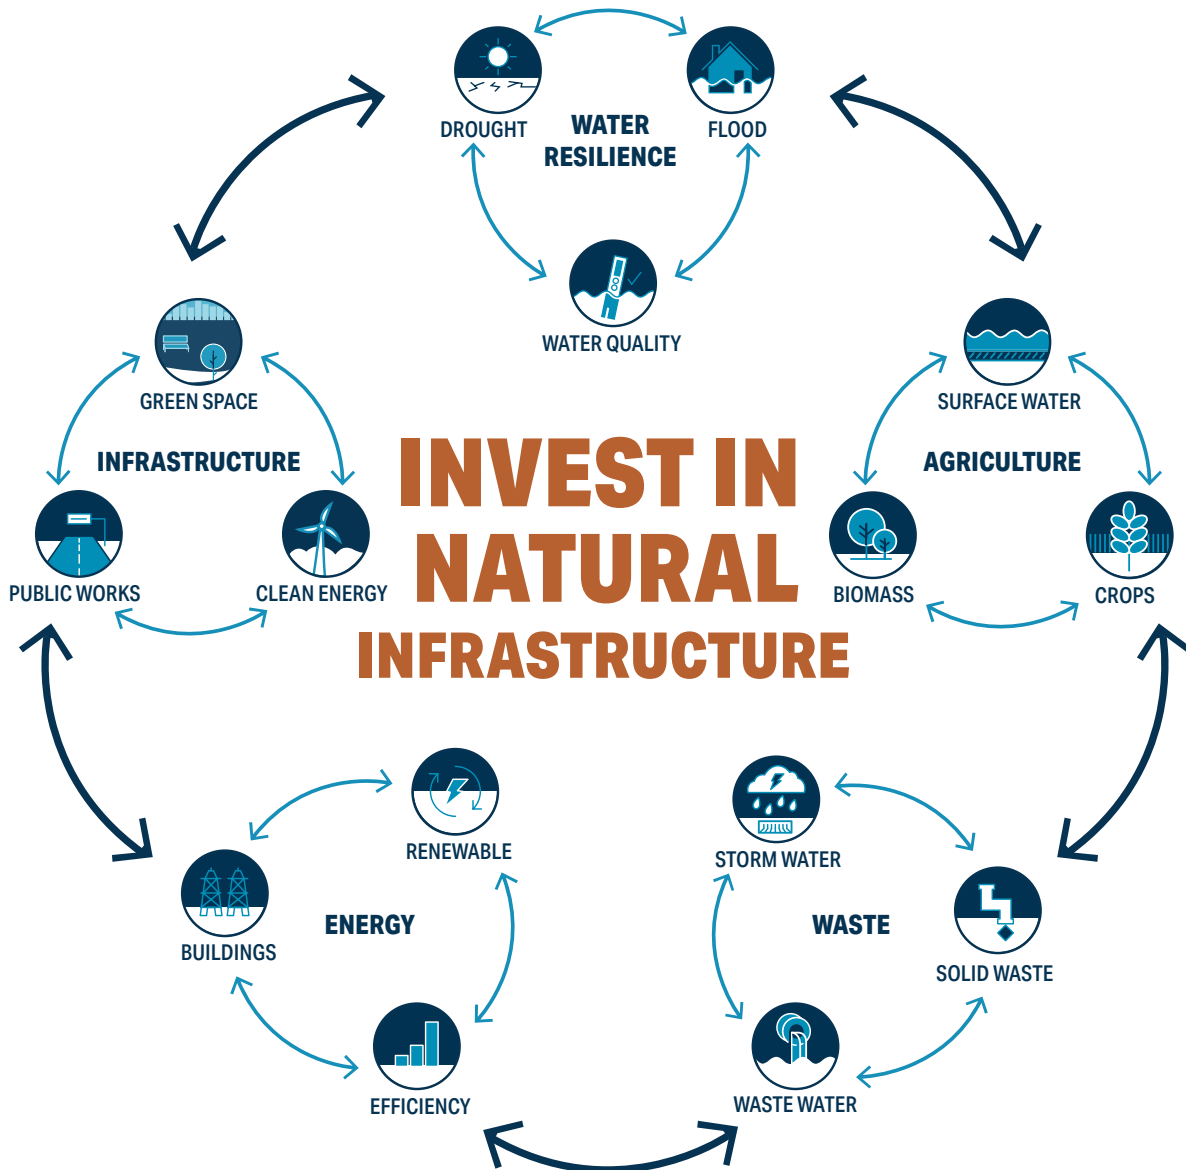 DROUGHT
FLOOD
WATER
RESILIENCE
WATER QUALITY
GREEN SPACE
INFRASTRUCTURE
PUBLIC WORKS
CLEAN ENERGY
INVEST IN
NATURAL
INFRASTRUCTURE
SURFACE WATER
AGRICULTURE
BIOMASS
CROPS
RENEWABLE
ENERGY
BUILDINGS
EFFICIENCY
STORM WATER
WASTE
SOLID WASTE
WASTE WATER